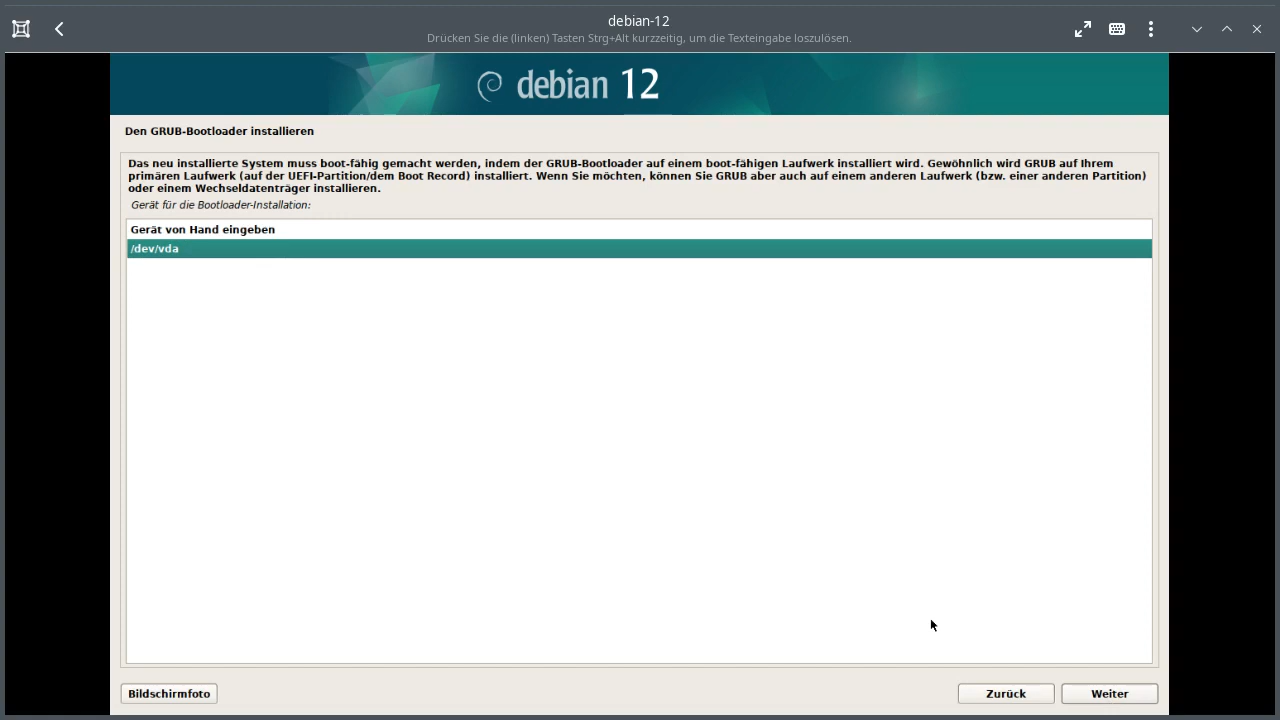 debian-12
Drücken Sie die (linken) Tasten Strg+Alt kurzzeitig, um die Texteingabe loszulösen.
debian 12
Den GRUB-Bootloader installieren
Das neu installierte System muss boot-fähig gemacht werden, indem der GRUB-Bootloader auf einem boot-fähigen Laufwerk installiert wird. Gewöhnlich wird GRUB auf Ihrem
primären Laufwerk (auf der UEFI-Partition/dem Boot Record) installiert. Wenn Sie möchten, können Sie GRUB aber auch auf einem anderen Laufwerk (bzw. einer anderen Partition)
oder einem Wechseldatenträger installieren.
Gerät für die Bootloader-Installation:
Gerät von Hand eingeben
/dev/vda
Bildschirmfoto
Zurück
Weiter